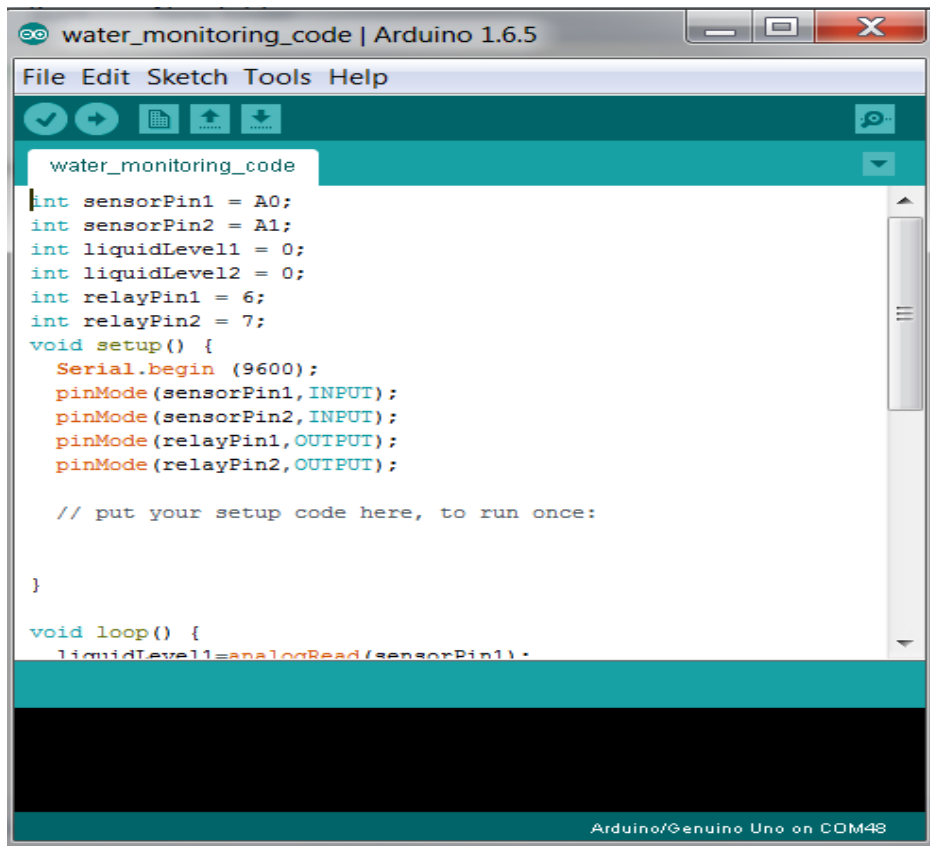 water_monitoring_code | Arduino 1.6.5
File Edit Sketch Tools Help
water_monitoring_code
int sensorPin1 = A0;
int sensorPin2 = A1;
int liquidLevel1 = 0;
int liquidLevel2 = 0;
int relayPin1 = 6;
int relayPin2 = 7;
void setup() {
  Serial.begin (9600);
  pinMode(sensorPin1,INPUT);
  pinMode(sensorPin2,INPUT);
  pinMode(relayPin1,OUTPUT);
  pinMode(relayPin2,OUTPUT);
  // put your setup code here, to run once:
}
void loop() {
  liquidLevel1=analogRead(sensorPin1);
Arduino/Genuino Uno on COM48